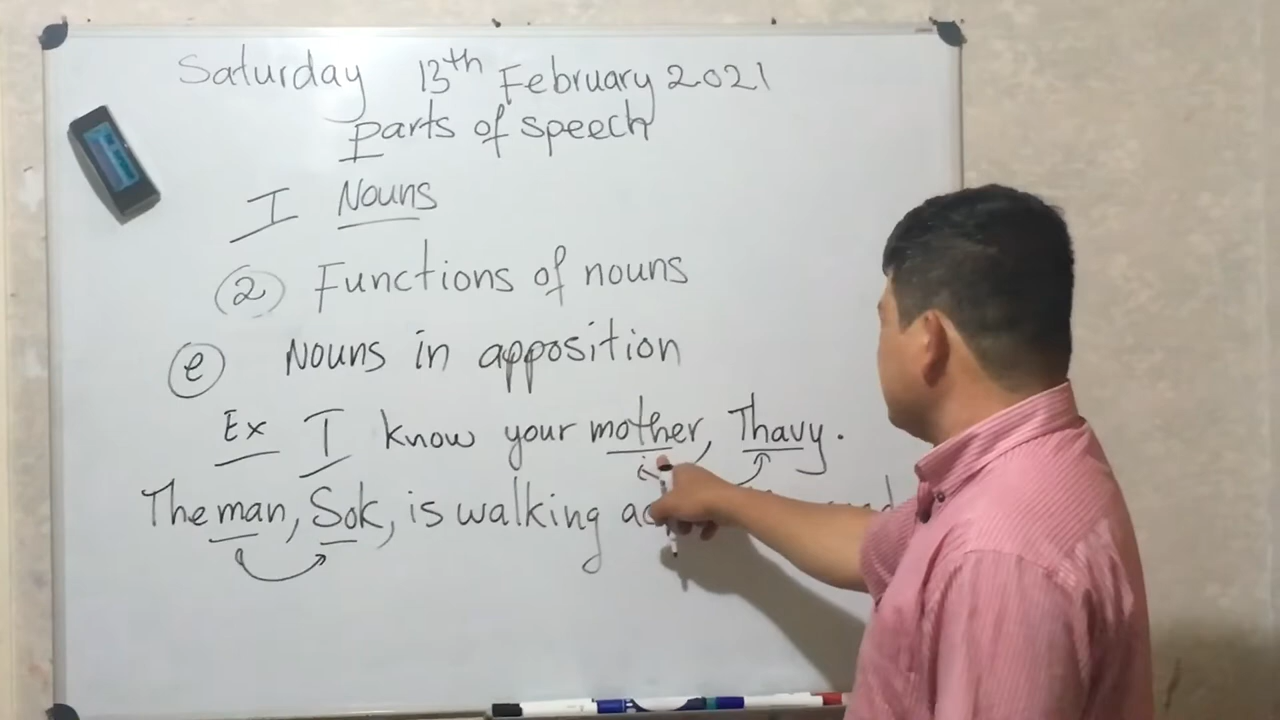 Saturday 13th February 2021
Parts of speech
I Nouns
② Functions of nouns
ⓔ Nouns in apposition
Ex I know your mother, Thavy.
The man, Sok, is walking